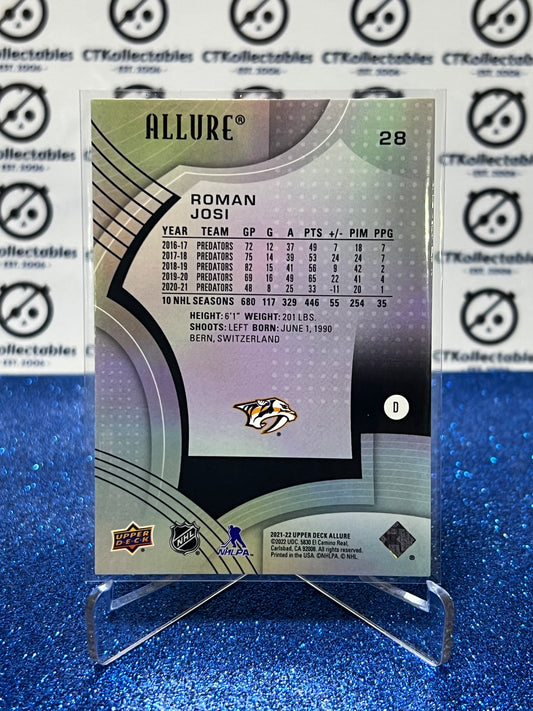 CTKollectables
EST. 2006
ALLURE®
28
ROMAN
JOSI
YEAR TEAM GP G A PTS +/- PIM PPG
2016-17 PREDATORS 72 12 37 49 7 18 7
2017-18 PREDATORS 75 14 39 53 24 24 7
2018-19 PREDATORS 82 15 41 56 9 42 2
2019-20 PREDATORS 69 16 49 65 22 41 4
2020-21 PREDATORS 48 8 25 33 -11 20 1
10 NHL SEASONS 680 117 329 446 55 254 35
HEIGHT: 6'1" WEIGHT: 201 LBS.
SHOOTS: LEFT BORN: JUNE 1, 1990
BERN, SWITZERLAND
D
UPPER DECK
NHL
NHLPA
2021-22 UPPER DECK ALLURE
©2022 UDC. 5830 El Camino Real,
Carlsbad, CA 92008. All rights reserved.
Printed in the USA. ©NHLPA. © NHL